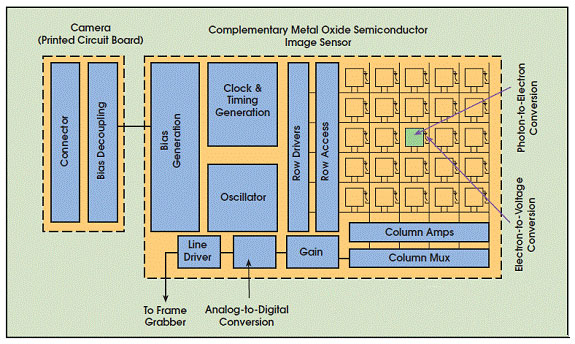 Camera
(Printed Circuit Board)
Complementary Metal Oxide Semiconductor
Image Sensor
Connector
Bias Decoupling
Bias
Generation
Clock &
Timing
Generation
Oscillator
Row Drivers
Row Access
Photon-to-Electron
Conversion
Electron-to-Voltage
Conversion
Column Amps
Column Mux
Line
Driver
Gain
To Frame
Grabber
Analog-to-Digital
Conversion